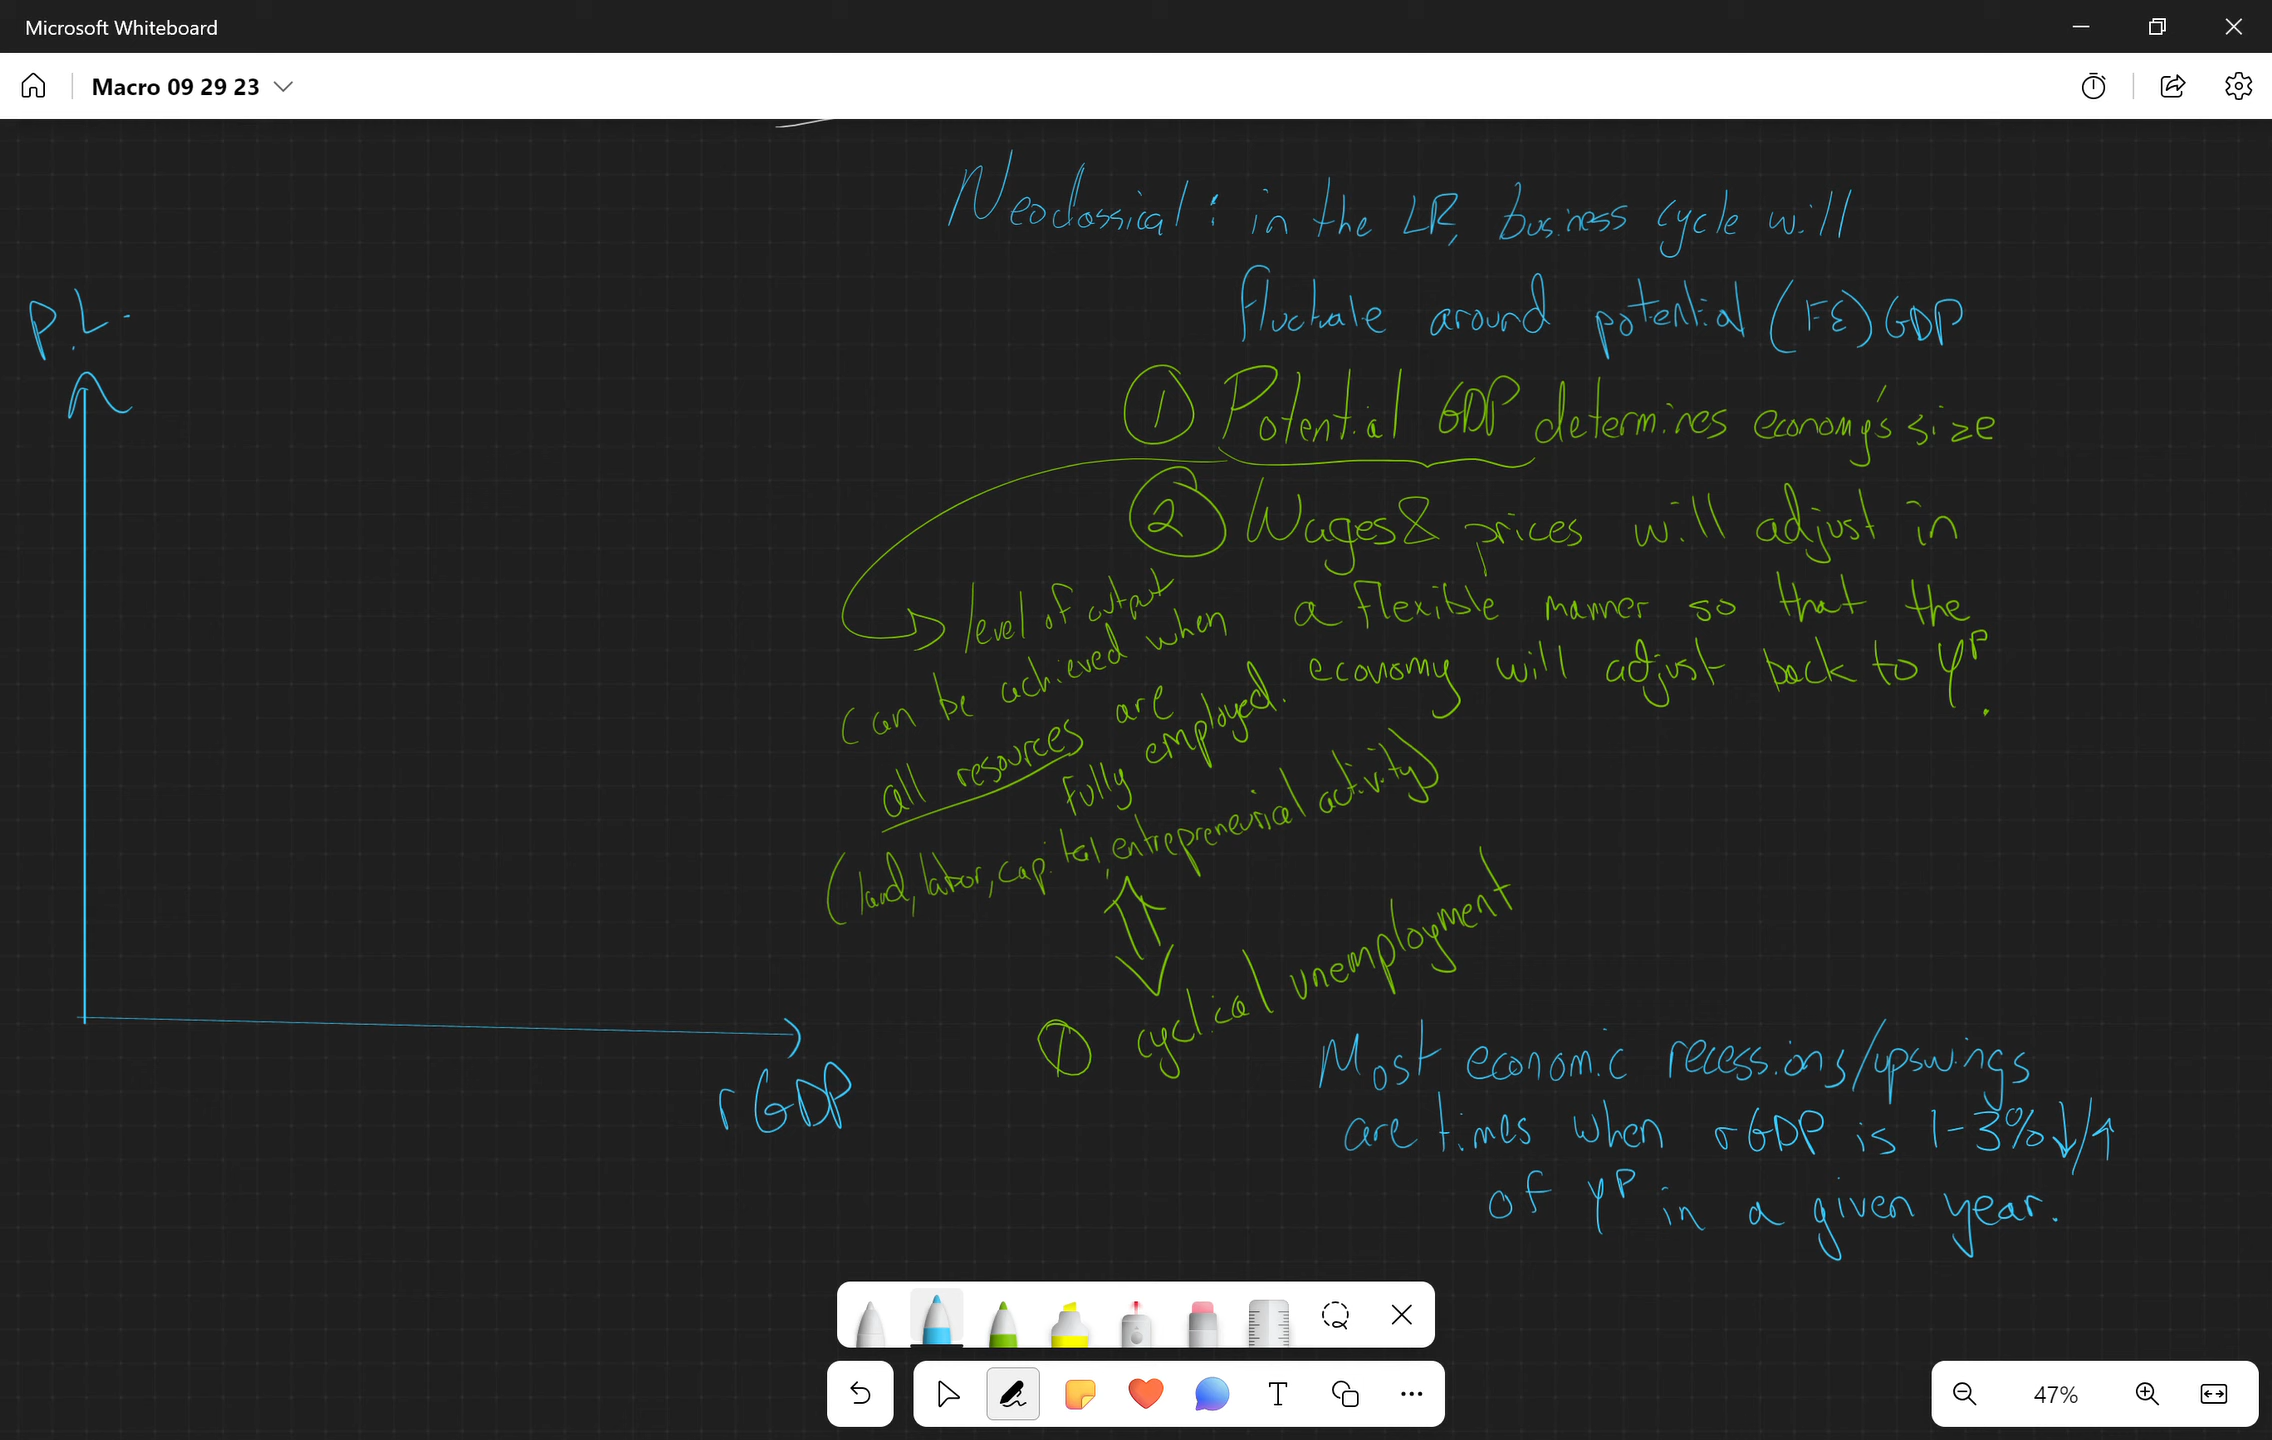 Microsoft Whiteboard
Macro 09 29 23
Neoclassical: in the LR, business cycle will
fluctuate around potential (FE) GDP
P.L.
① Potential GDP determines economy's size
② Wages & prices will adjust in
a flexible manner so that the
economy will adjust back to Yᴾ.
level of output
can be achieved when
all resources are
fully employed.
(land, labor, capital, entrepreneurial activity)
0 cyclical unemployment
rGDP
Most economic recessions/upswings
are times when rGDP is 1-3% ↓/↑
of Yᴾ in a given year.
T
47%